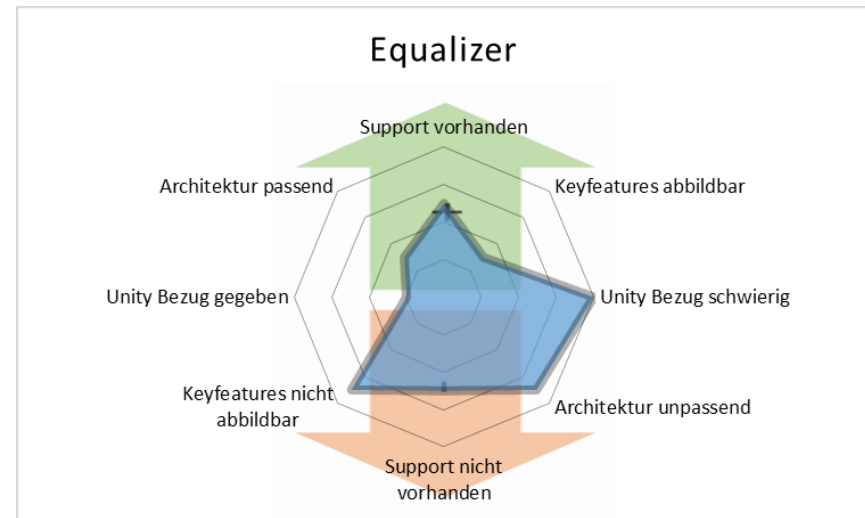 Equalizer
Support vorhanden
Architektur passend
Keyfeatures abbildbar
Unity Bezug gegeben
Unity Bezug schwierig
Keyfeatures nicht
abbildbar
Architektur unpassend
Support nicht
vorhanden